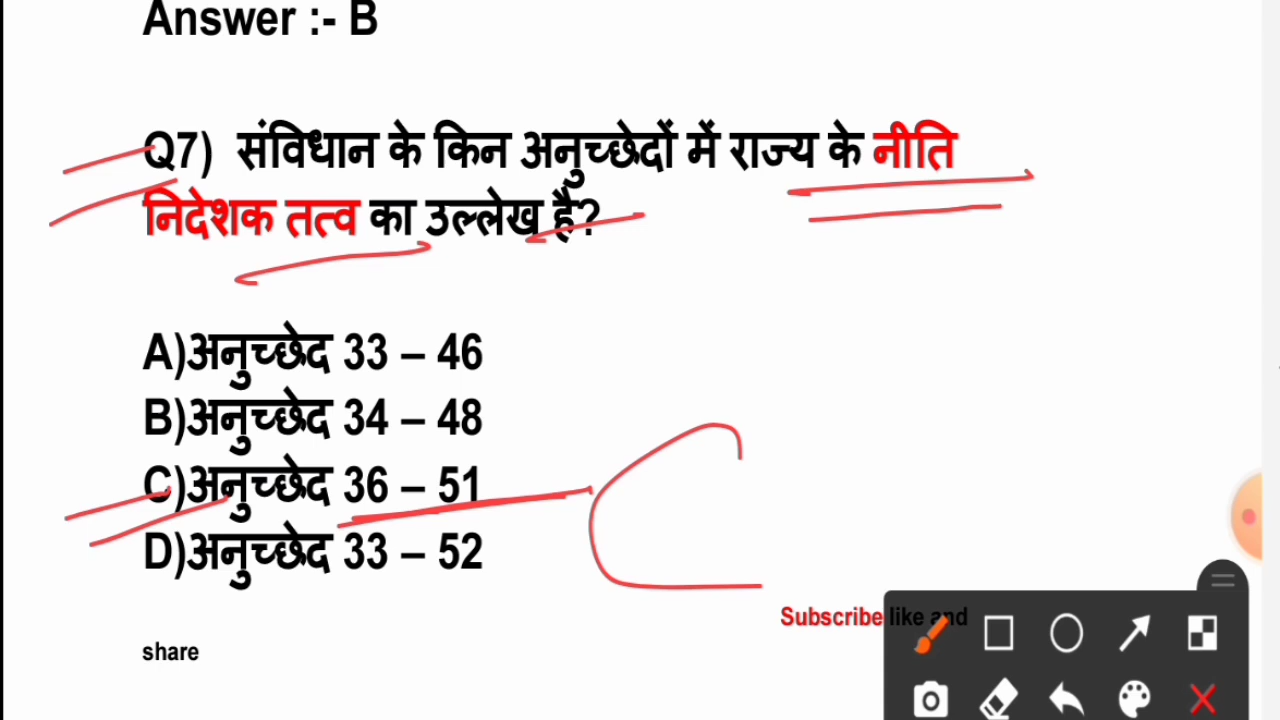 Answer :- B
Q7) संविधान के किन अनुच्छेदों में राज्य के नीति
निदेशक तत्व का उल्लेख है?
A)अनुच्छेद 33 – 46
B)अनुच्छेद 34 – 48
C)अनुच्छेद 36 – 51
D)अनुच्छेद 33 – 52
Subscribe like and
share
C